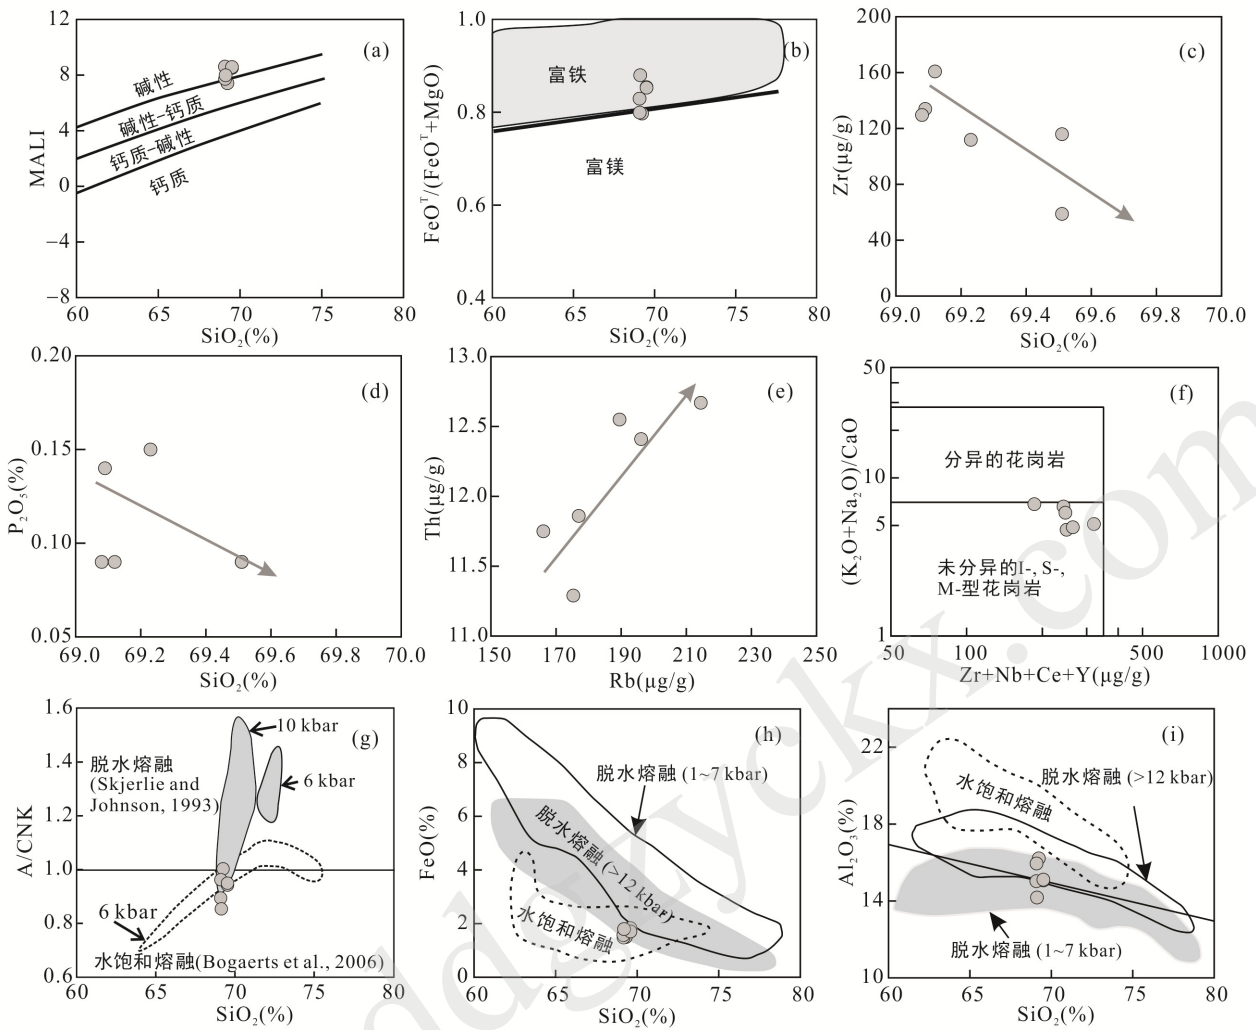 (a)
MALI
12
8
4
0
−4
−8
碱性
碱性-钙质
钙质-碱性
钙质
60 65 70 75 80
SiO₂(%)
(b)
FeOᵀ/(FeOᵀ+MgO)
1.0
0.8
0.6
0.4
富铁
富镁
60 65 70 75 80
SiO₂(%)
(c)
Zr(μg/g)
200
160
120
80
40
0
69.0 69.2 69.4 69.6 69.8 70.0
SiO₂(%)
(d)
P₂O₅(%)
0.20
0.15
0.10
0.05
69.0 69.2 69.4 69.6 69.8 70.0
SiO₂(%)
(e)
Th(μg/g)
13.0
12.5
12.0
11.5
11.0
150 170 190 210 230 250
Rb(μg/g)
(f)
(K₂O+Na₂O)/CaO
50
10
5
1
分异的花岗岩
未分异的I-, S-,
M-型花岗岩
50 100 500 1000
Zr+Nb+Ce+Y(μg/g)
(g)
A/CNK
1.6
1.4
1.2
1.0
0.8
0.6
10 kbar
6 kbar
脱水熔融
(Skjerlie and
Johnson, 1993)
6 kbar
水饱和熔融(Bogaerts et al., 2006)
60 65 70 75 80
SiO₂(%)
(h)
FeO(%)
10
8
6
4
2
0
脱水熔融 (1~7 kbar)
脱水熔融 (>12 kbar)
水饱和熔融
60 65 70 75 80
SiO₂(%)
(i)
Al₂O₃(%)
22
18
14
10
水饱和熔融
脱水熔融 (>12 kbar)
脱水熔融 (1~7 kbar)
60 65 70 75 80
SiO₂(%)